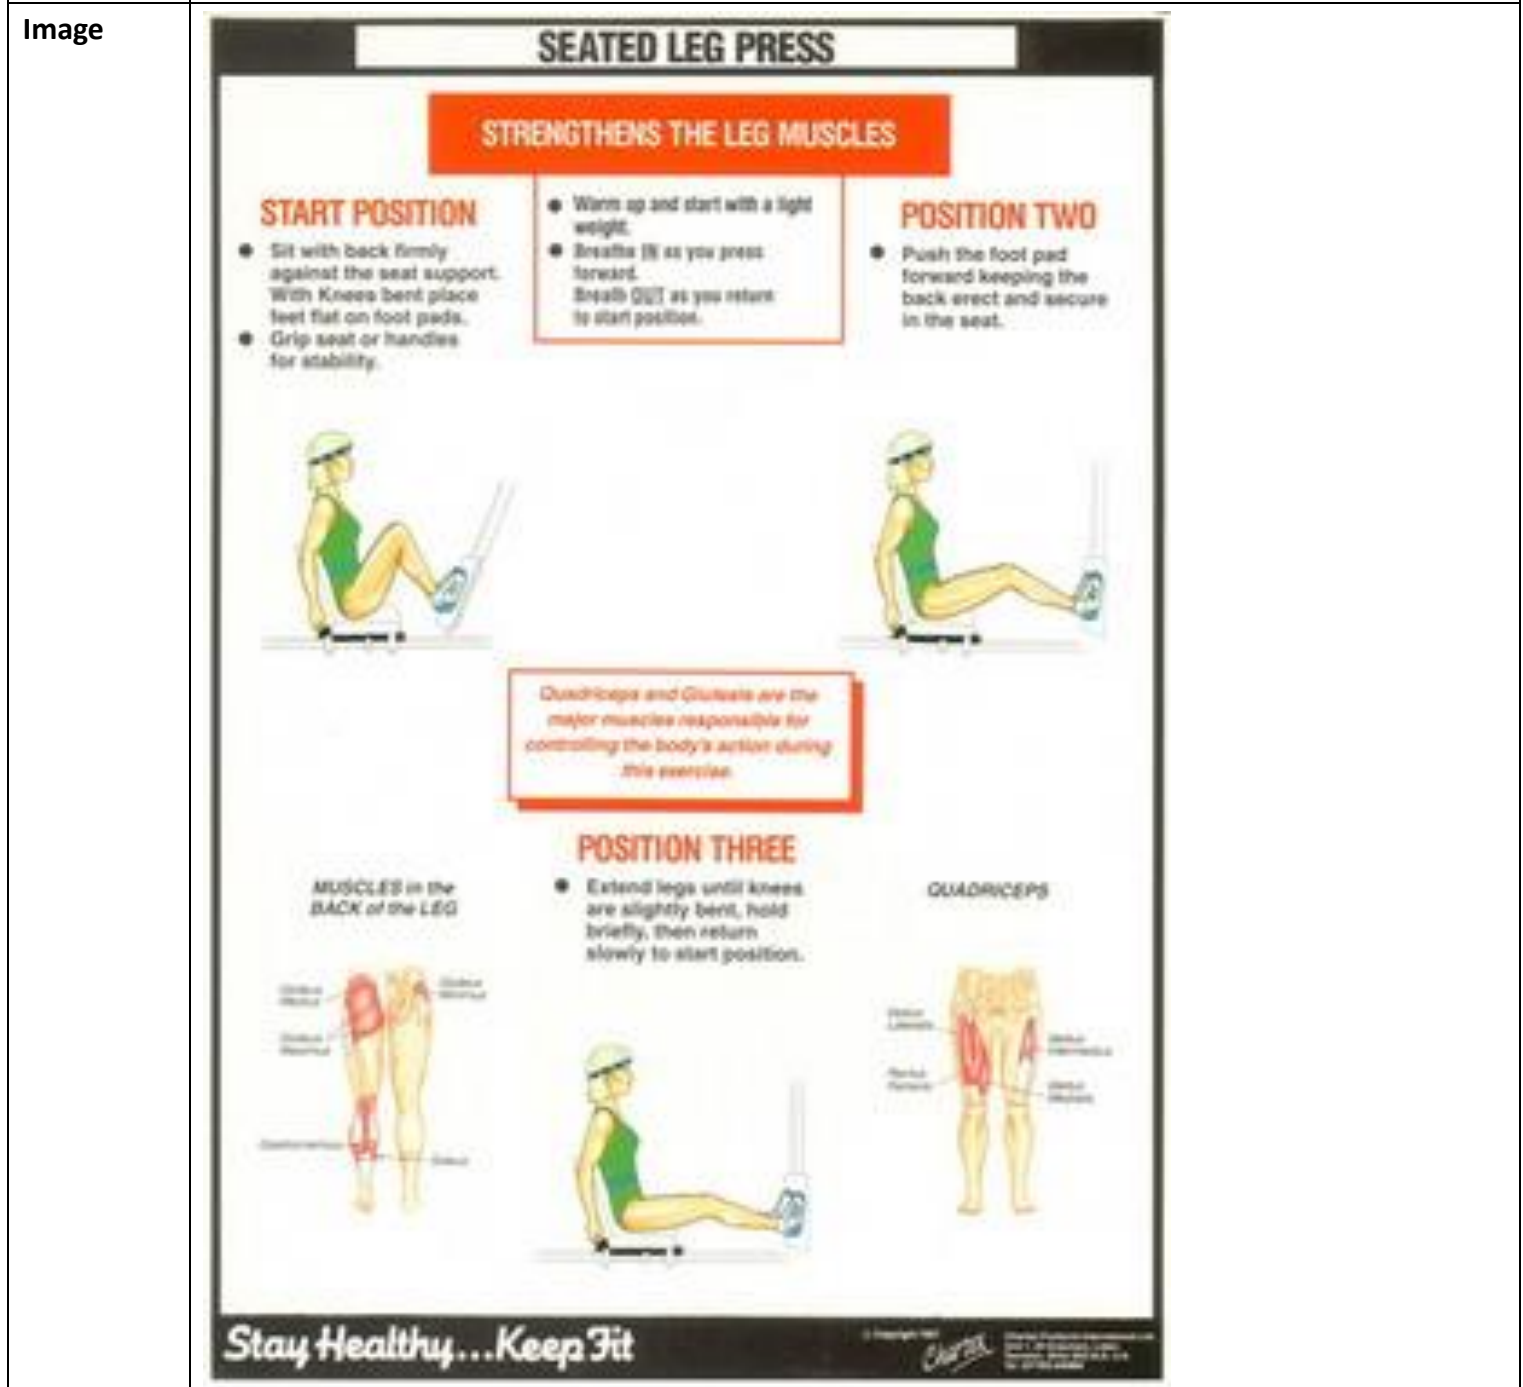 Image
SEATED LEG PRESS
STRENGTHENS THE LEG MUSCLES
START POSITION
● Sit with back firmly
against the seat support.
With Knees bent place
feet flat on foot pads.
● Grip seat or handles
for stability.
● Warm up and start with a light
weight.
● Breathe IN as you press
forward.
Breath OUT as you return
to start position.
POSITION TWO
● Push the foot pad
forward keeping the
back erect and secure
in the seat.
Quadriceps and Gluteals are the
major muscles responsible for
controlling the body's action during
this exercise.
POSITION THREE
● Extend legs until knees
are slightly bent, hold
briefly, then return
slowly to start position.
MUSCLES in the
BACK of the LEG
QUADRICEPS
Stay Healthy...Keep Fit
© Copyright
Chartex